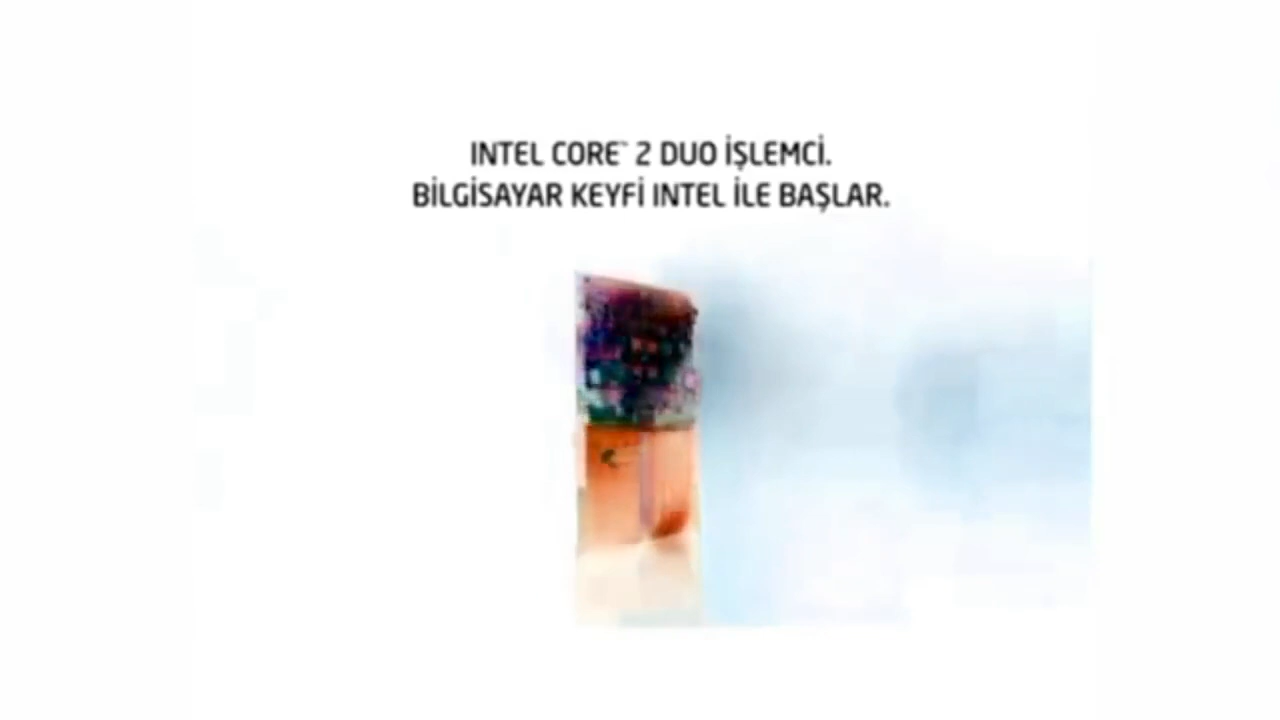 INTEL CORE™ 2 DUO İŞLEMCİ.
BİLGİSAYAR KEYFİ INTEL İLE BAŞLAR.